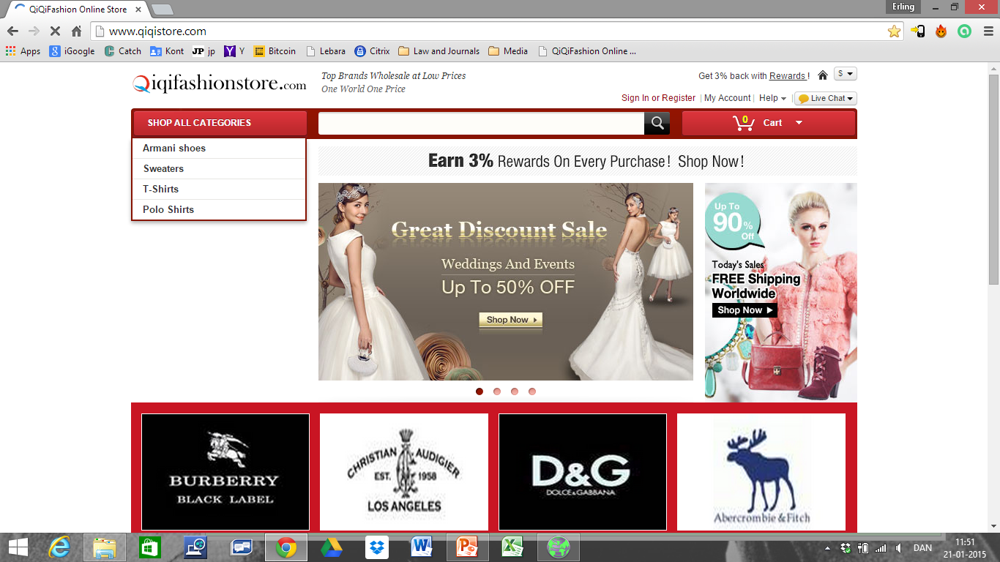 QiQiFashion Online Store
Erling
www.qiqistore.com
Apps iGoogle Catch Kont JP jp Y Y Bitcoin Lebara Citrix Law and Journals Media QiQiFashion Online ...
Qiqifashionstore.com
Top Brands Wholesale at Low Prices
One World One Price
Get 3% back with Rewards ! $
Sign In or Register | My Account | Help | Live Chat
SHOP ALL CATEGORIES
0 Cart
Armani shoes
Sweaters
T-Shirts
Polo Shirts
Earn 3% Rewards On Every Purchase! Shop Now!
Great Discount Sale
Weddings And Events
Up To 50% OFF
Shop Now
Up To
90%
Off
Today's Sales
FREE Shipping
Worldwide
Shop Now
BURBERRY
BLACK LABEL
CHRISTIAN AUDIGIER
EST. 1958
LOS ANGELES
D&G
DOLCE&GABBANA
Abercrombie & Fitch
DAN
11:51
21-01-2015